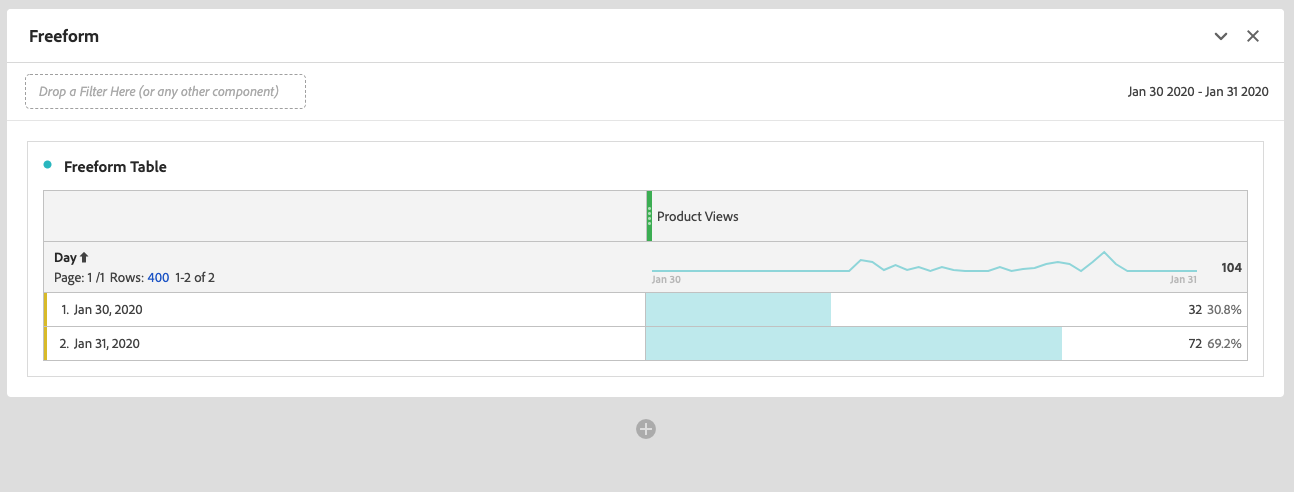 Freeform
Drop a Filter Here (or any other component)
Jan 30 2020 - Jan 31 2020
Freeform Table
Product Views
Day
Page: 1 /1 Rows: 400 1-2 of 2
Jan 30
Jan 31
104
1. Jan 30, 2020
32 30.8%
2. Jan 31, 2020
72 69.2%